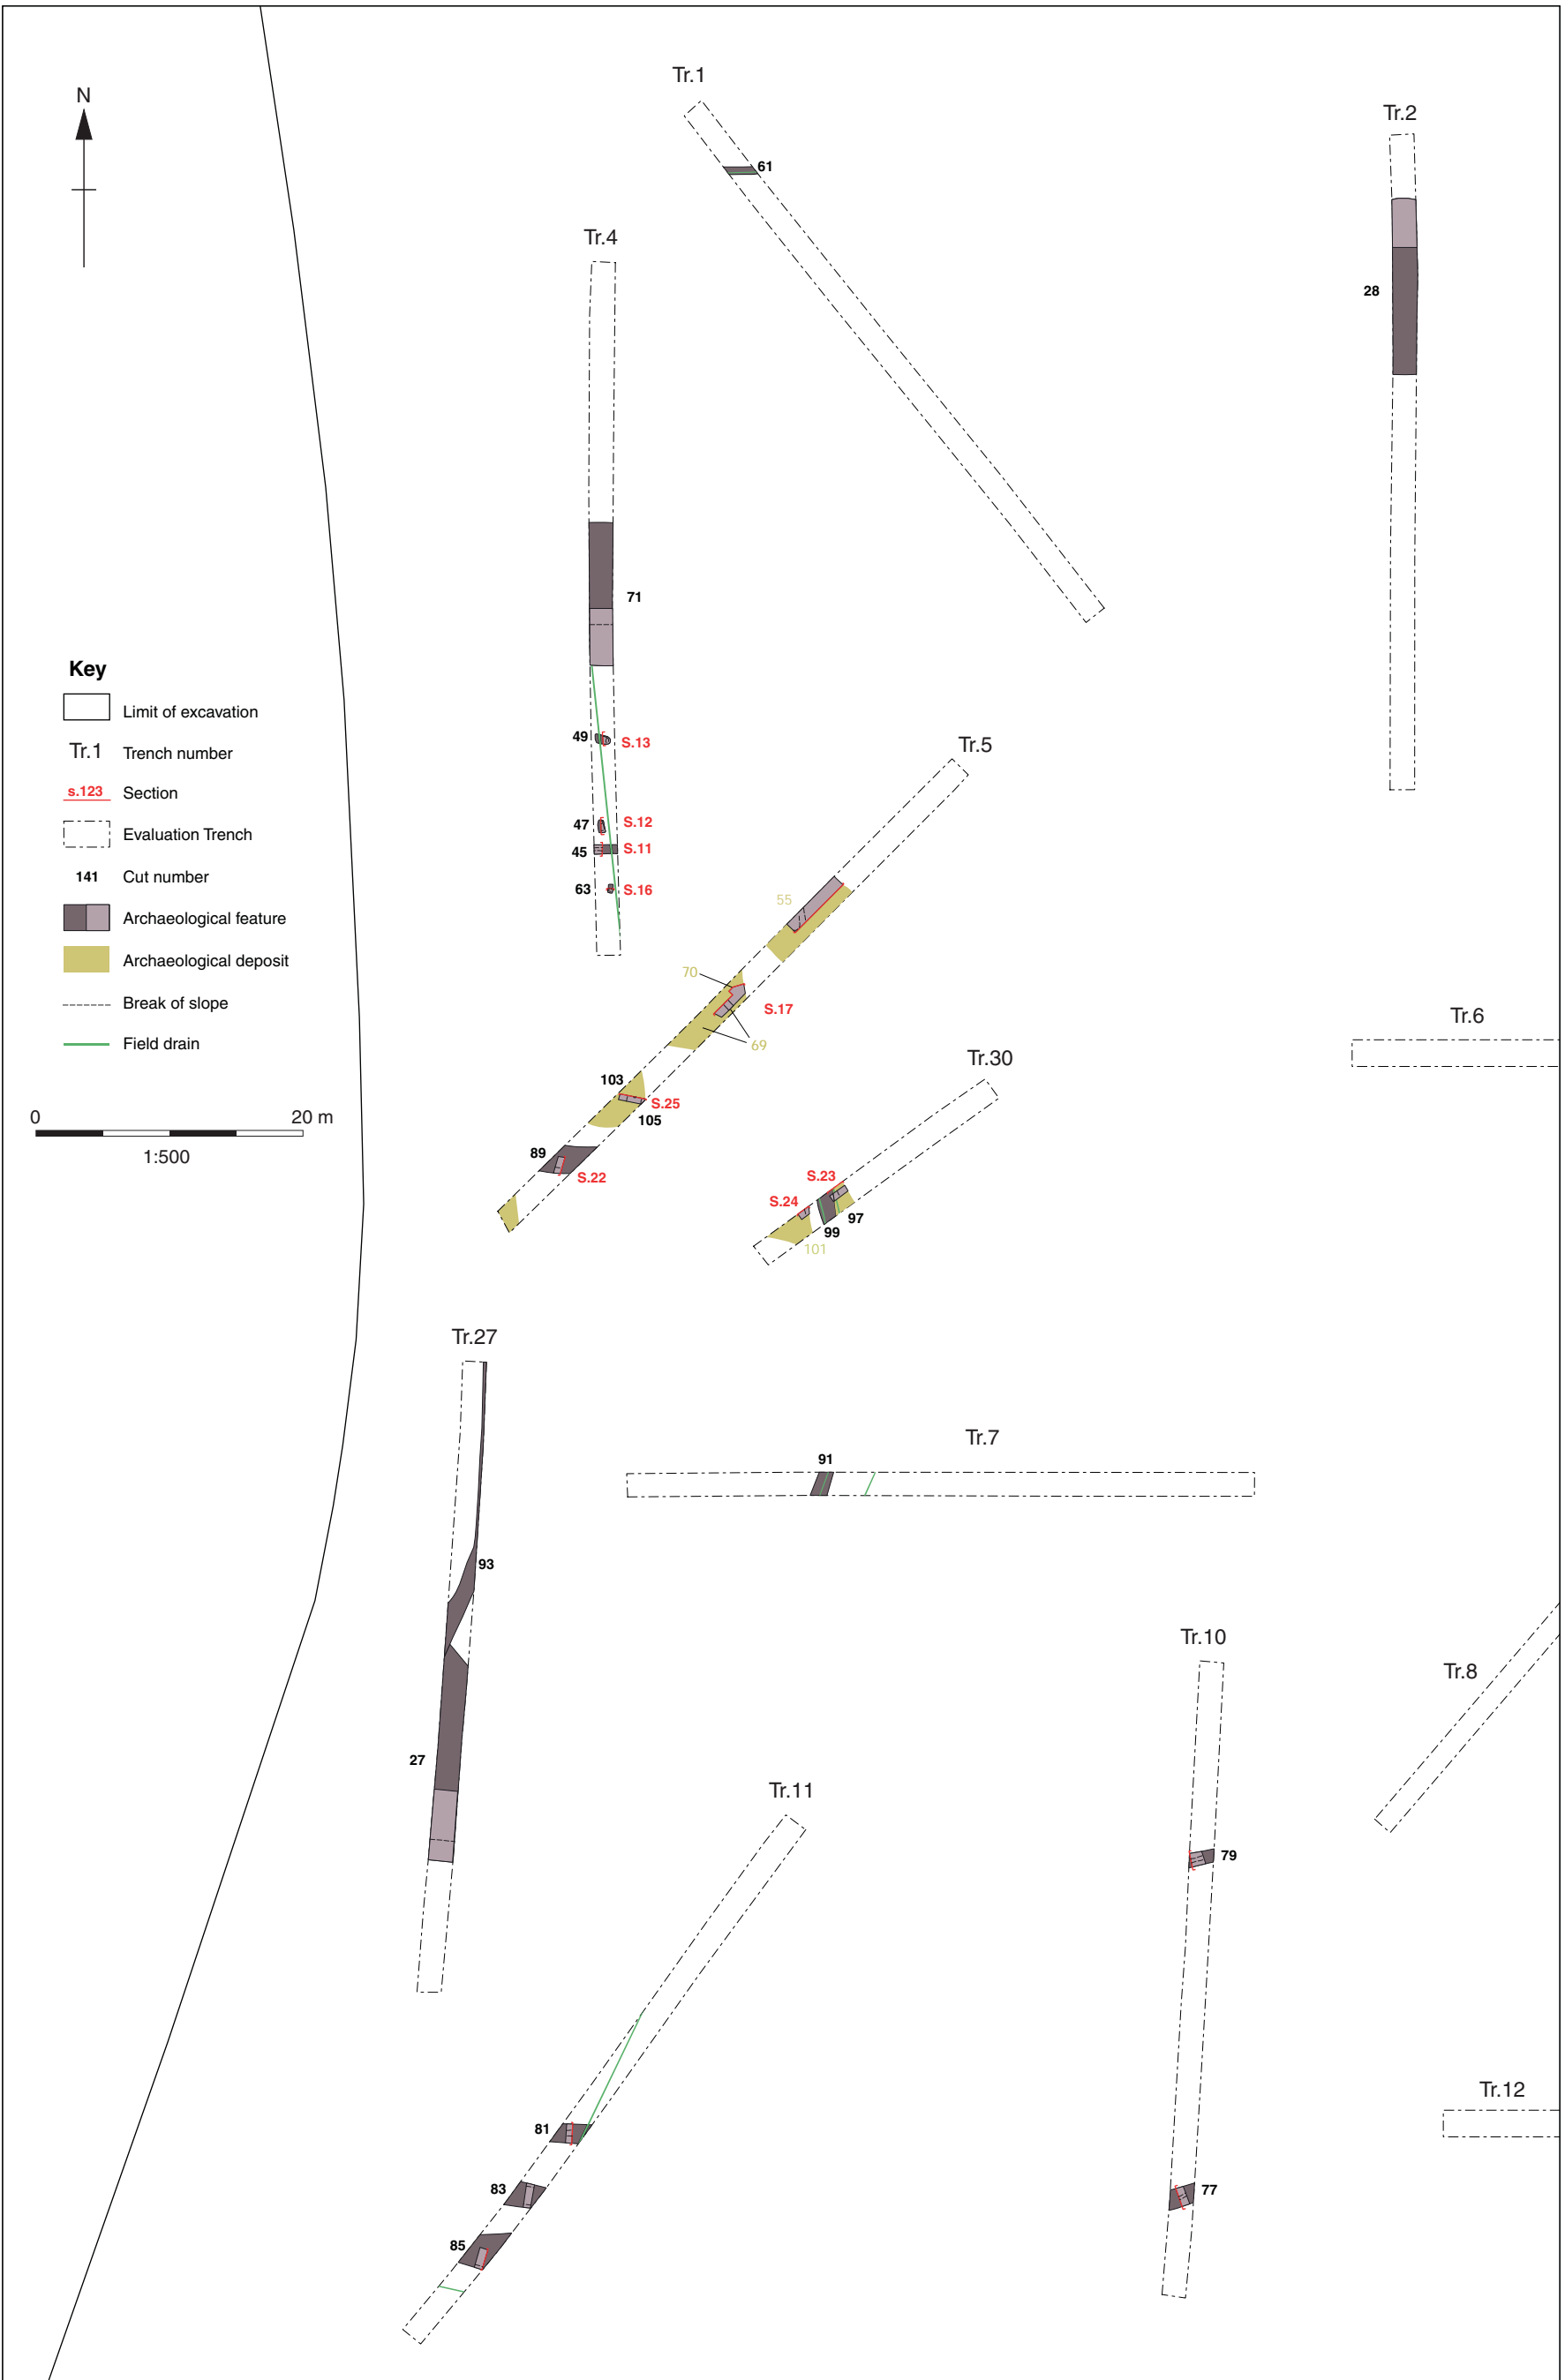 Tr.1
N
Tr.2
61
Tr.4
28
71
Key
Limit of excavation
Tr.1 Trench number
s.123 Section
Evaluation Trench
141 Cut number
Archaeological feature
Archaeological deposit
Break of slope
Field drain
0 20 m
1:500
49 S.13
Tr.5
47 S.12
45 S.11
63 S.16
55
70
S.17
69
Tr.6
Tr.30
103
S.25
105
89
S.22
S.23
S.24
97
99
101
Tr.27
Tr.7
91
93
Tr.10
Tr.8
27
Tr.11
79
Tr.12
81
83
77
85